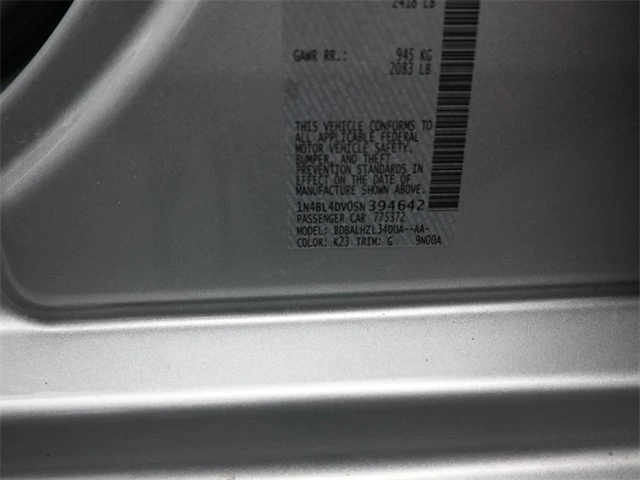 2418 LB
GAWR RR.: 945 KG
2083 LB
THIS VEHICLE CONFORMS TO
ALL APPLICABLE FEDERAL
MOTOR VEHICLE SAFETY,
BUMPER, AND THEFT
PREVENTION STANDARDS IN
EFFECT ON THE DATE OF
MANUFACTURE SHOWN ABOVE.
1N4BL4DV0SN394642
PASSENGER CAR 775372
MODEL: BDBALHZL34DUA--AA-
COLOR: K23 TRIM: G 9N00A